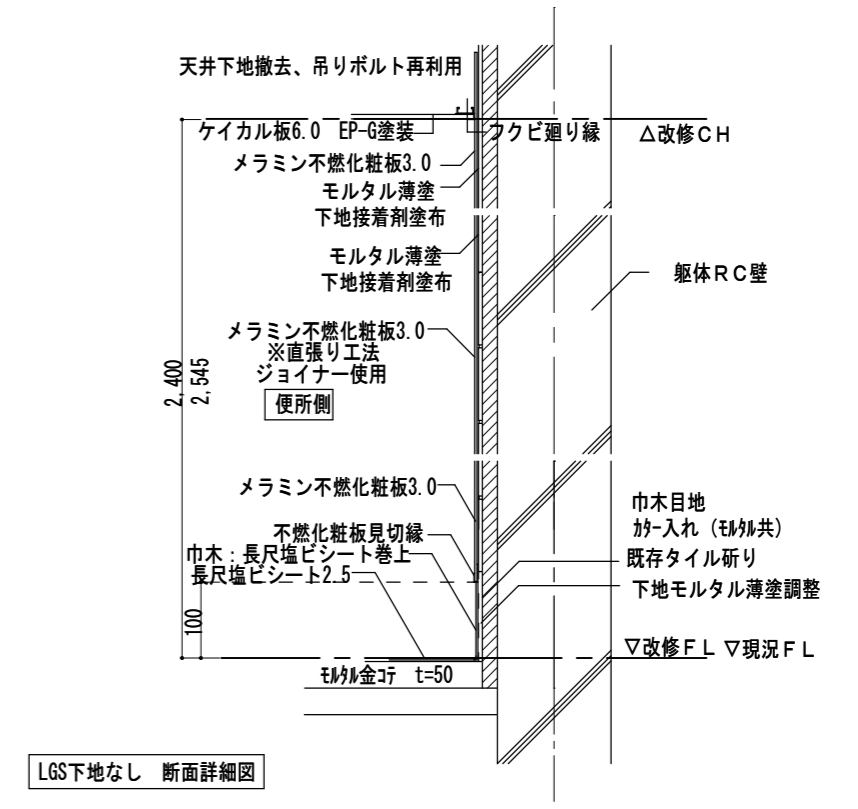 天井下地撤去、吊りボルト再利用
ケイカル板6.0 EP-G塗装
フクビ廻り縁
△改修CH
メラミン不燃化粧板3.0
モルタル薄塗
下地接着剤塗布
モルタル薄塗
下地接着剤塗布
躯体RC壁
メラミン不燃化粧板3.0
※直張り工法
ジョイナー使用
便所側
2,400
2,545
メラミン不燃化粧板3.0
不燃化粧板見切縁
巾木：長尺塩ビシート巻上
長尺塩ビシート2.5
100
巾木目地
カッター入れ（モルタル共）
既存タイル斫り
下地モルタル薄塗調整
▽改修FL ▽現況FL
モルタル金コテ t=50
LGS下地なし 断面詳細図